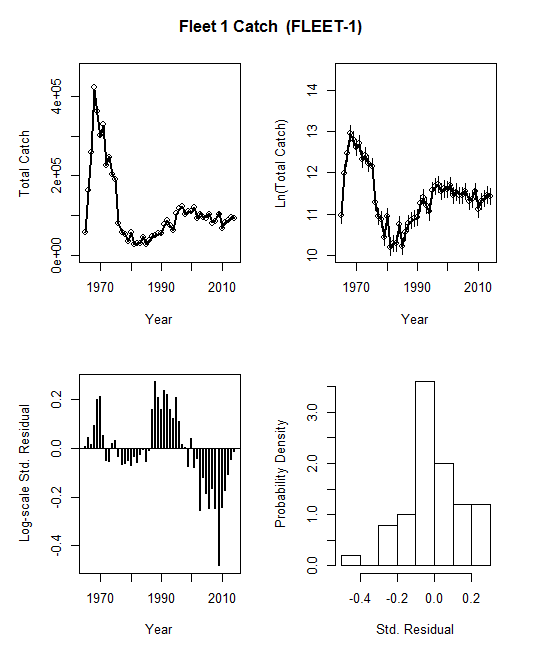 Fleet 1 Catch (FLEET-1)
Total Catch
0e+00 2e+05 4e+05
1970 1990 2010
Year
Ln(Total Catch)
10 11 12 13 14
1970 1990 2010
Year
Log-scale Std. Residual
-0.4 -0.2 0.0 0.2
1970 1990 2010
Year
Probability Density
0.0 1.0 2.0 3.0
-0.4 -0.2 0.0 0.2
Std. Residual